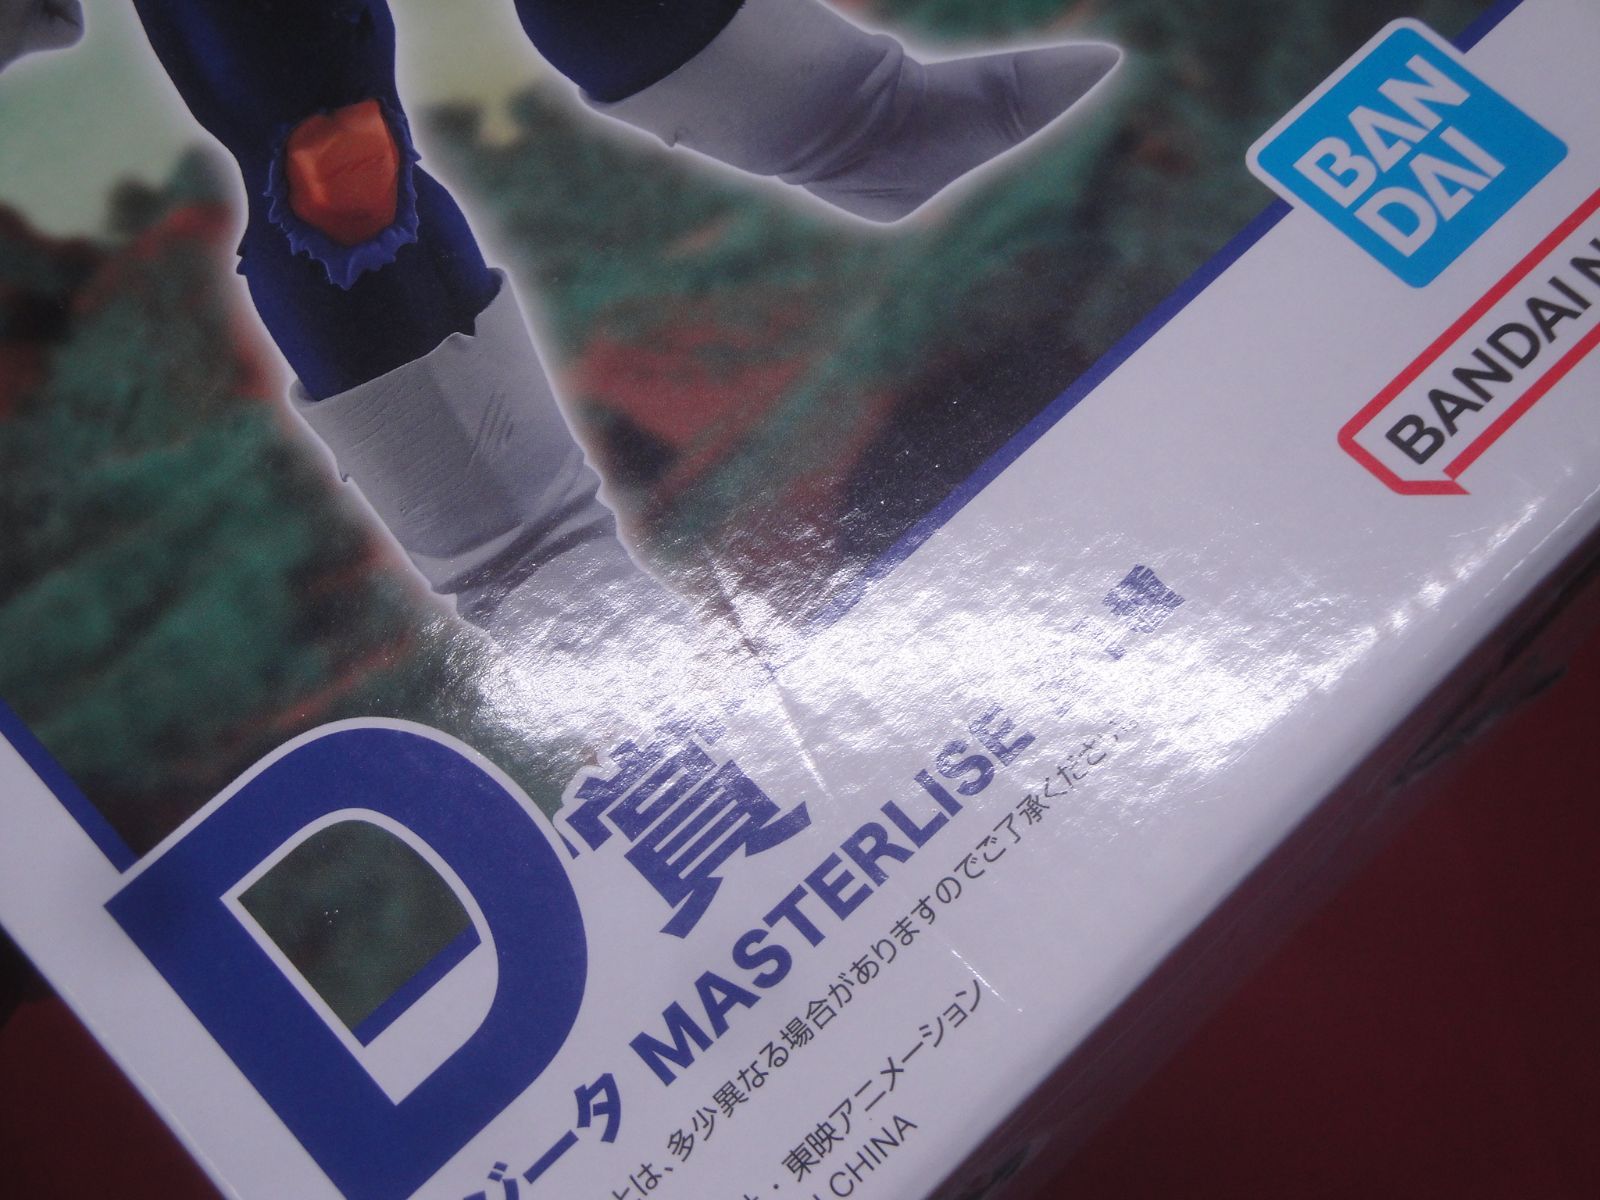 BAN
DAI
BANDAI N
D賞
ジータ MASTERLISE
は、多少異なる場合がありますのでご了承ください。
・東映アニメーション
CHINA